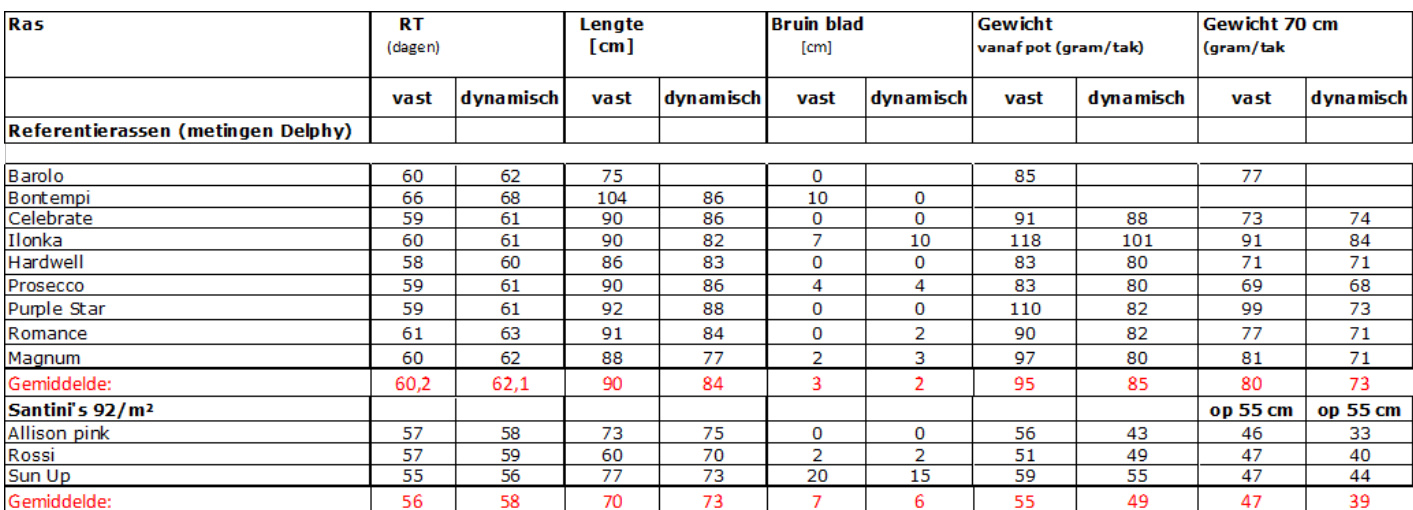 Ras RT Lengte Bruin blad Gewicht Gewicht 70 cm
(dagen) [cm] [cm] vanaf pot (gram/tak) (gram/tak
vast dynamisch vast dynamisch vast dynamisch vast dynamisch vast dynamisch
Referentierassen (metingen Delphy)
Barolo 60 62 75 0 85 77
Bontempi 66 68 104 86 10 0
Celebrate 59 61 90 86 0 0 91 88 73 74
Ilonka 60 61 90 82 7 10 118 101 91 84
Hardwell 58 60 86 83 0 0 83 80 71 71
Prosecco 59 61 90 86 4 4 83 80 69 68
Purple Star 59 61 92 88 0 0 110 82 99 73
Romance 61 63 91 84 0 2 90 82 77 71
Magnum 60 62 88 77 2 3 97 80 81 71
Gemiddelde: 60,2 62,1 90 84 3 2 95 85 80 73
Santini's 92/m² op 55 cm op 55 cm
Allison pink 57 58 73 75 0 0 56 43 46 33
Rossi 57 59 60 70 2 2 51 49 47 40
Sun Up 55 56 77 73 20 15 59 55 47 44
Gemiddelde: 56 58 70 73 7 6 55 49 47 39